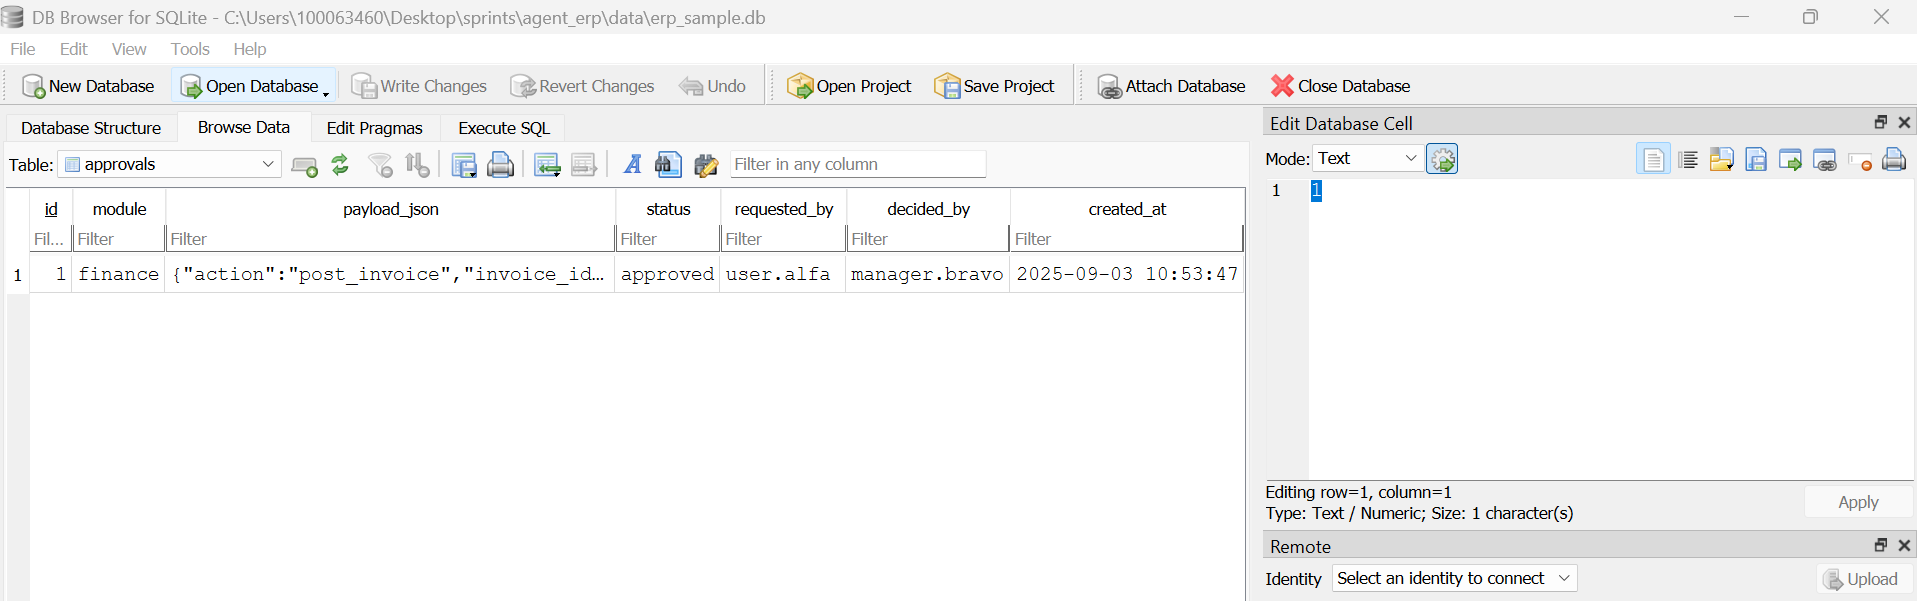 DB Browser for SQLite - C:\Users\100063460\Desktop\sprints\agent_erp\data\erp_sample.db
File Edit View Tools Help
New Database Open Database Write Changes Revert Changes Undo Open Project Save Project Attach Database Close Database
Database Structure Browse Data Edit Pragmas Execute SQL
Table: approvals Filter in any column
id module payload_json status requested_by decided_by created_at
Fil... Filter Filter Filter Filter Filter Filter
1 1 finance {"action":"post_invoice","invoice_id... approved user.alfa manager.bravo 2025-09-03 10:53:47
Edit Database Cell
Mode: Text
1 1
Editing row=1, column=1
Type: Text / Numeric; Size: 1 character(s)
Apply
Remote
Identity Select an identity to connect Upload